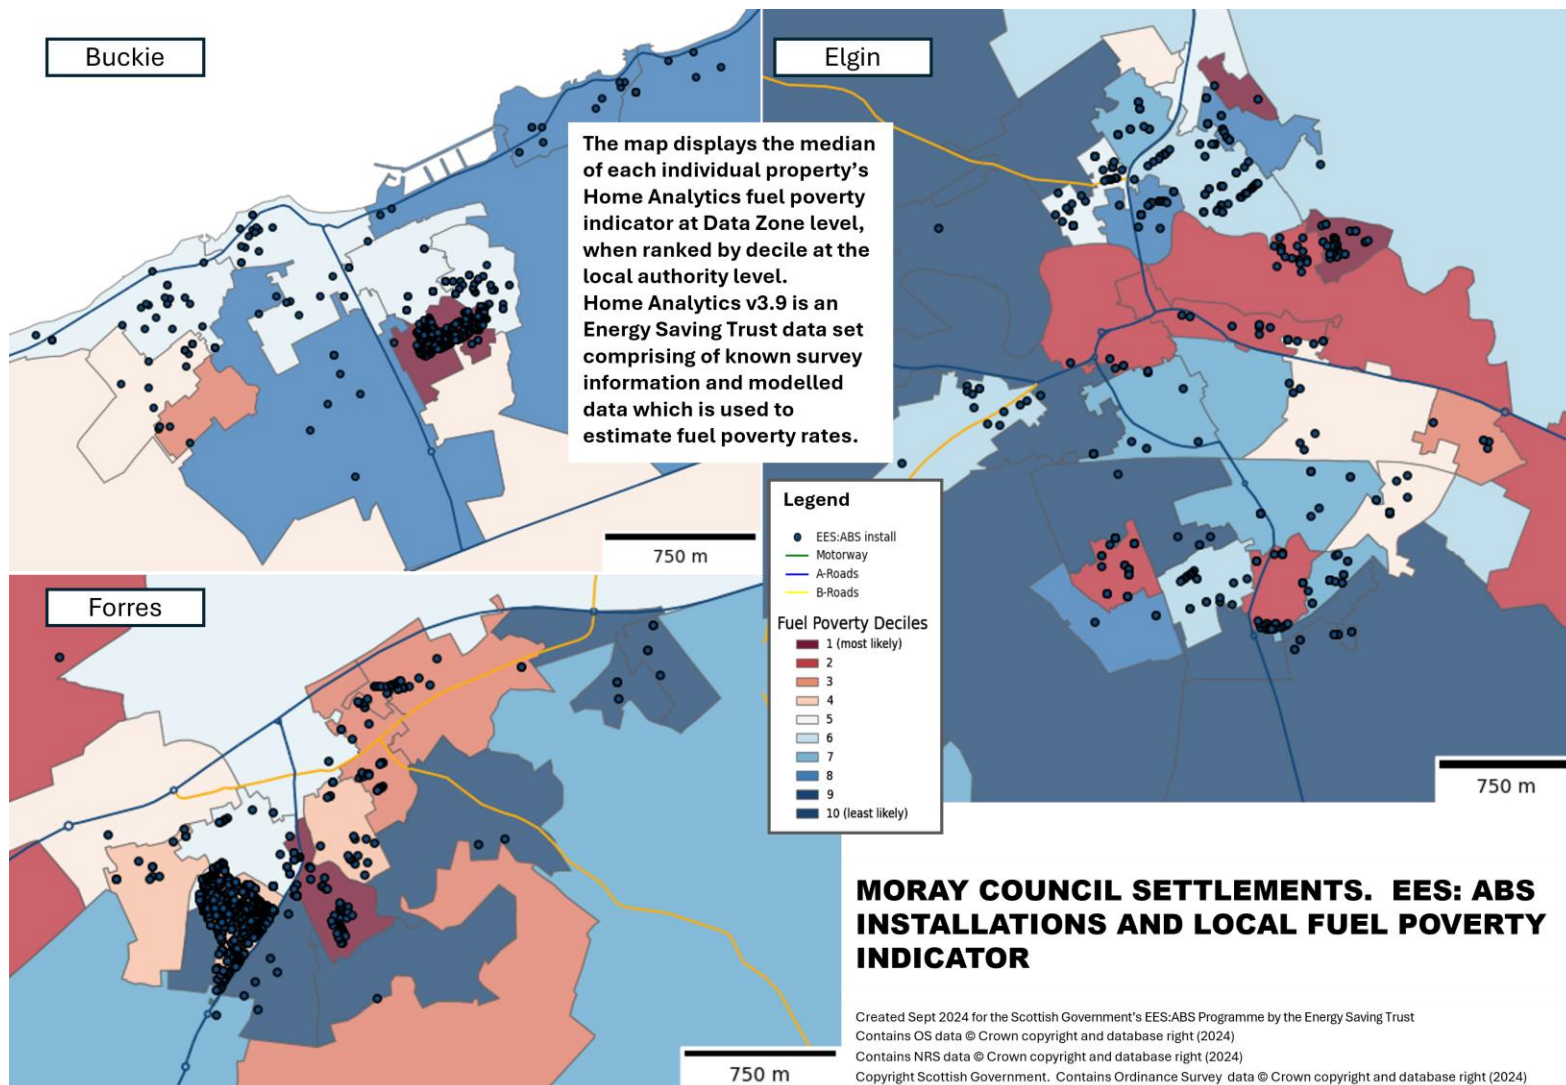 Buckie
Elgin
The map displays the median
of each individual property's
Home Analytics fuel poverty
indicator at Data Zone level,
when ranked by decile at the
local authority level.
Home Analytics v3.9 is an
Energy Saving Trust data set
comprising of known survey
information and modelled
data which is used to
estimate fuel poverty rates.
750 m
Legend
EES:ABS install
Motorway
A-Roads
B-Roads
Fuel Poverty Deciles
1 (most likely)
2
3
4
5
6
7
8
9
10 (least likely)
750 m
Forres
750 m
MORAY COUNCIL SETTLEMENTS. EES: ABS
INSTALLATIONS AND LOCAL FUEL POVERTY
INDICATOR
Created Sept 2024 for the Scottish Government's EES:ABS Programme by the Energy Saving Trust
Contains OS data © Crown copyright and database right (2024)
Contains NRS data © Crown copyright and database right (2024)
Copyright Scottish Government. Contains Ordinance Survey data © Crown copyright and database right (2024)